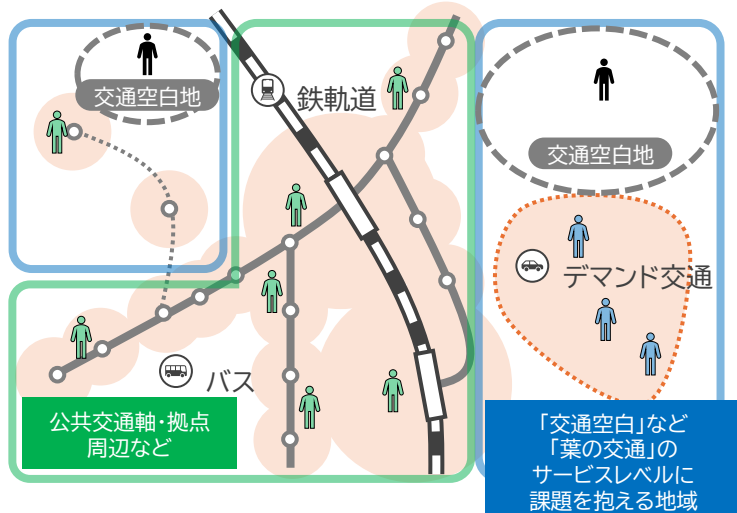 交通空白地
鉄軌道
交通空白地
デマンド交通
バス
公共交通軸・拠点
周辺など
「交通空白」など
「葉の交通」の
サービスレベルに
課題を抱える地域